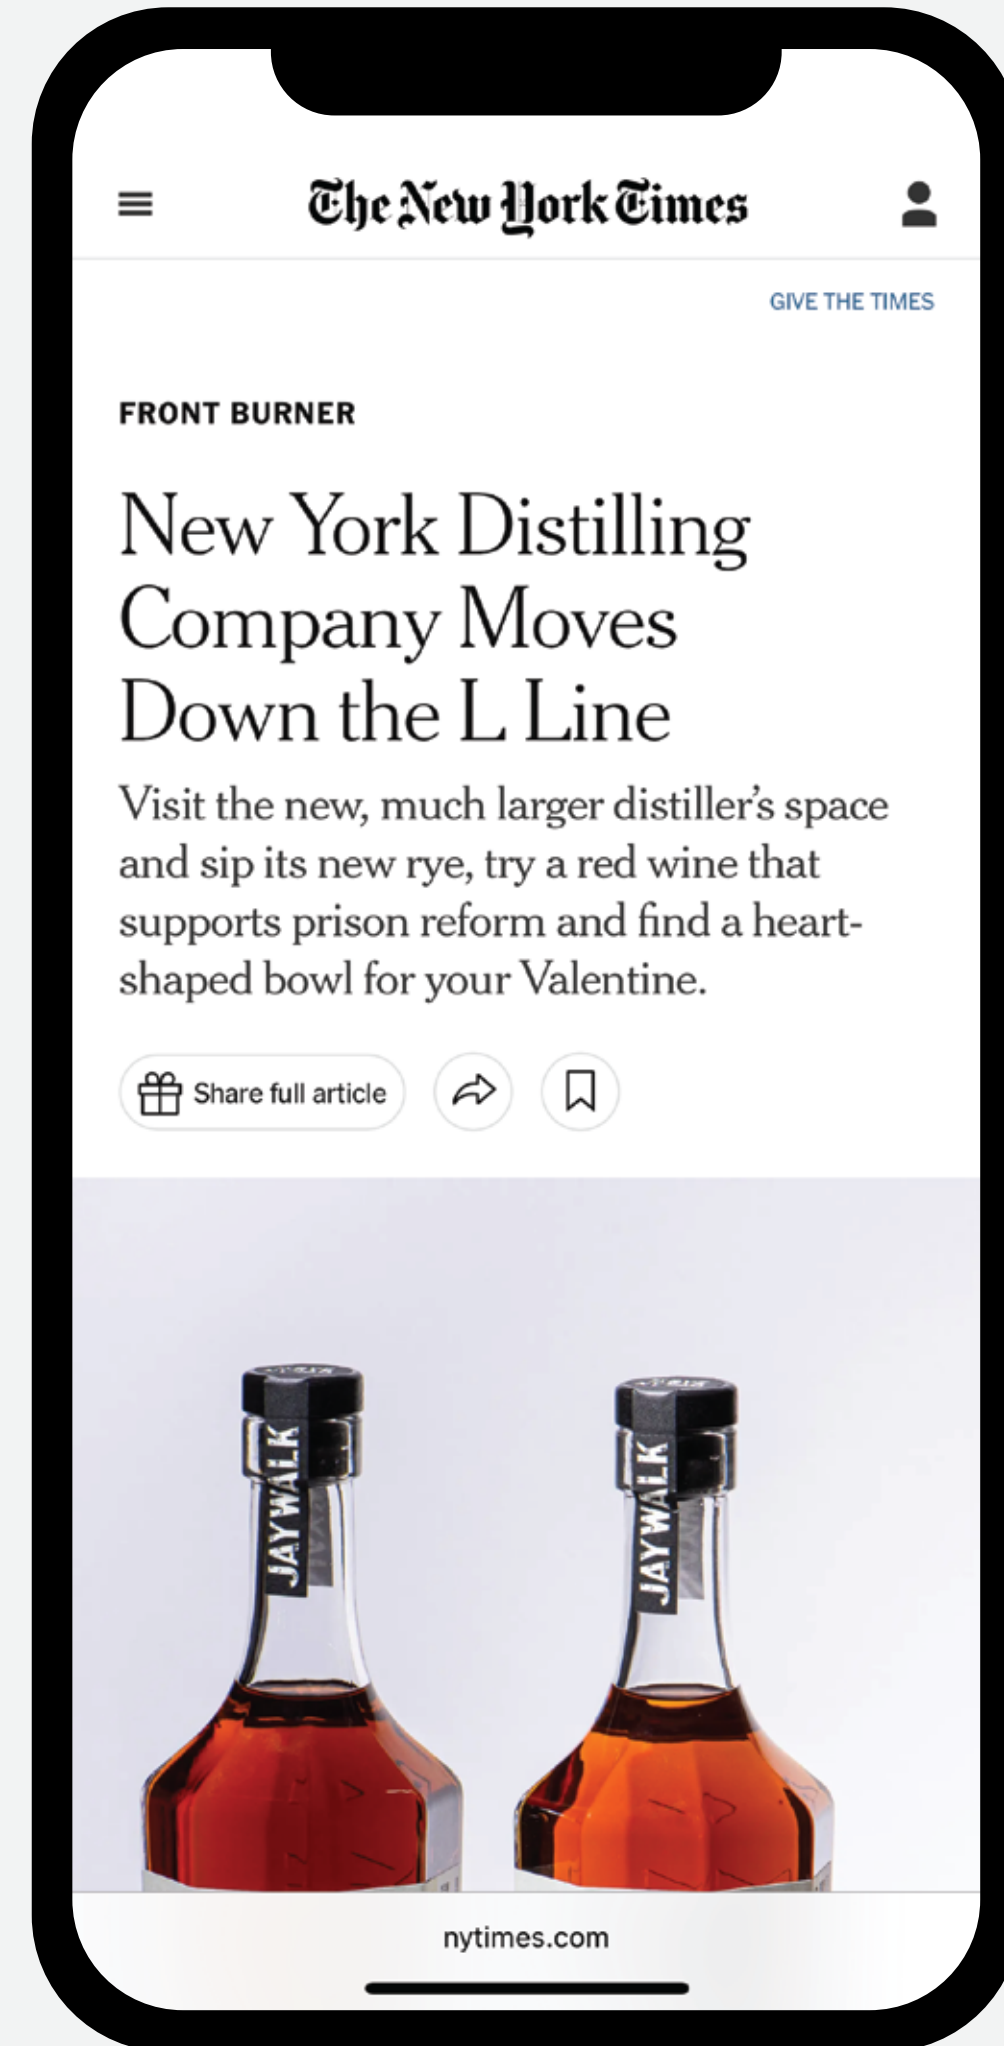 The New York Times
GIVE THE TIMES
FRONT BURNER
New York Distilling
Company Moves
Down the L Line
Visit the new, much larger distiller’s space
and sip its new rye, try a red wine that
supports prison reform and find a heart-
shaped bowl for your Valentine.
Share full article
JAYWALK
JAYWALK
nytimes.com